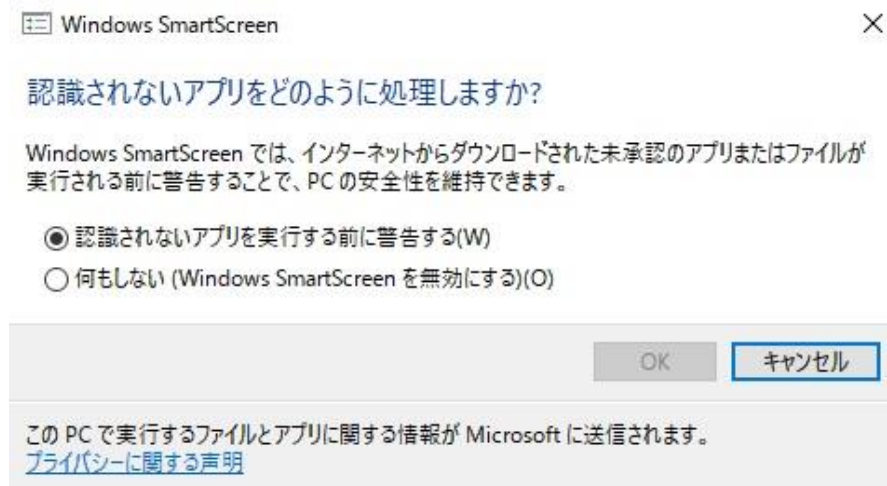 Windows SmartScreen
認識されないアプリをどのように処理しますか?
Windows SmartScreen では、インターネットからダウンロードされた未承認のアプリまたはファイルが
実行される前に警告することで、PC の安全性を維持できます。
認識されないアプリを実行する前に警告する(W)
何もしない (Windows SmartScreen を無効にする)(O)
OK
キャンセル
この PC で実行するファイルとアプリに関する情報が Microsoft に送信されます。
プライバシーに関する声明